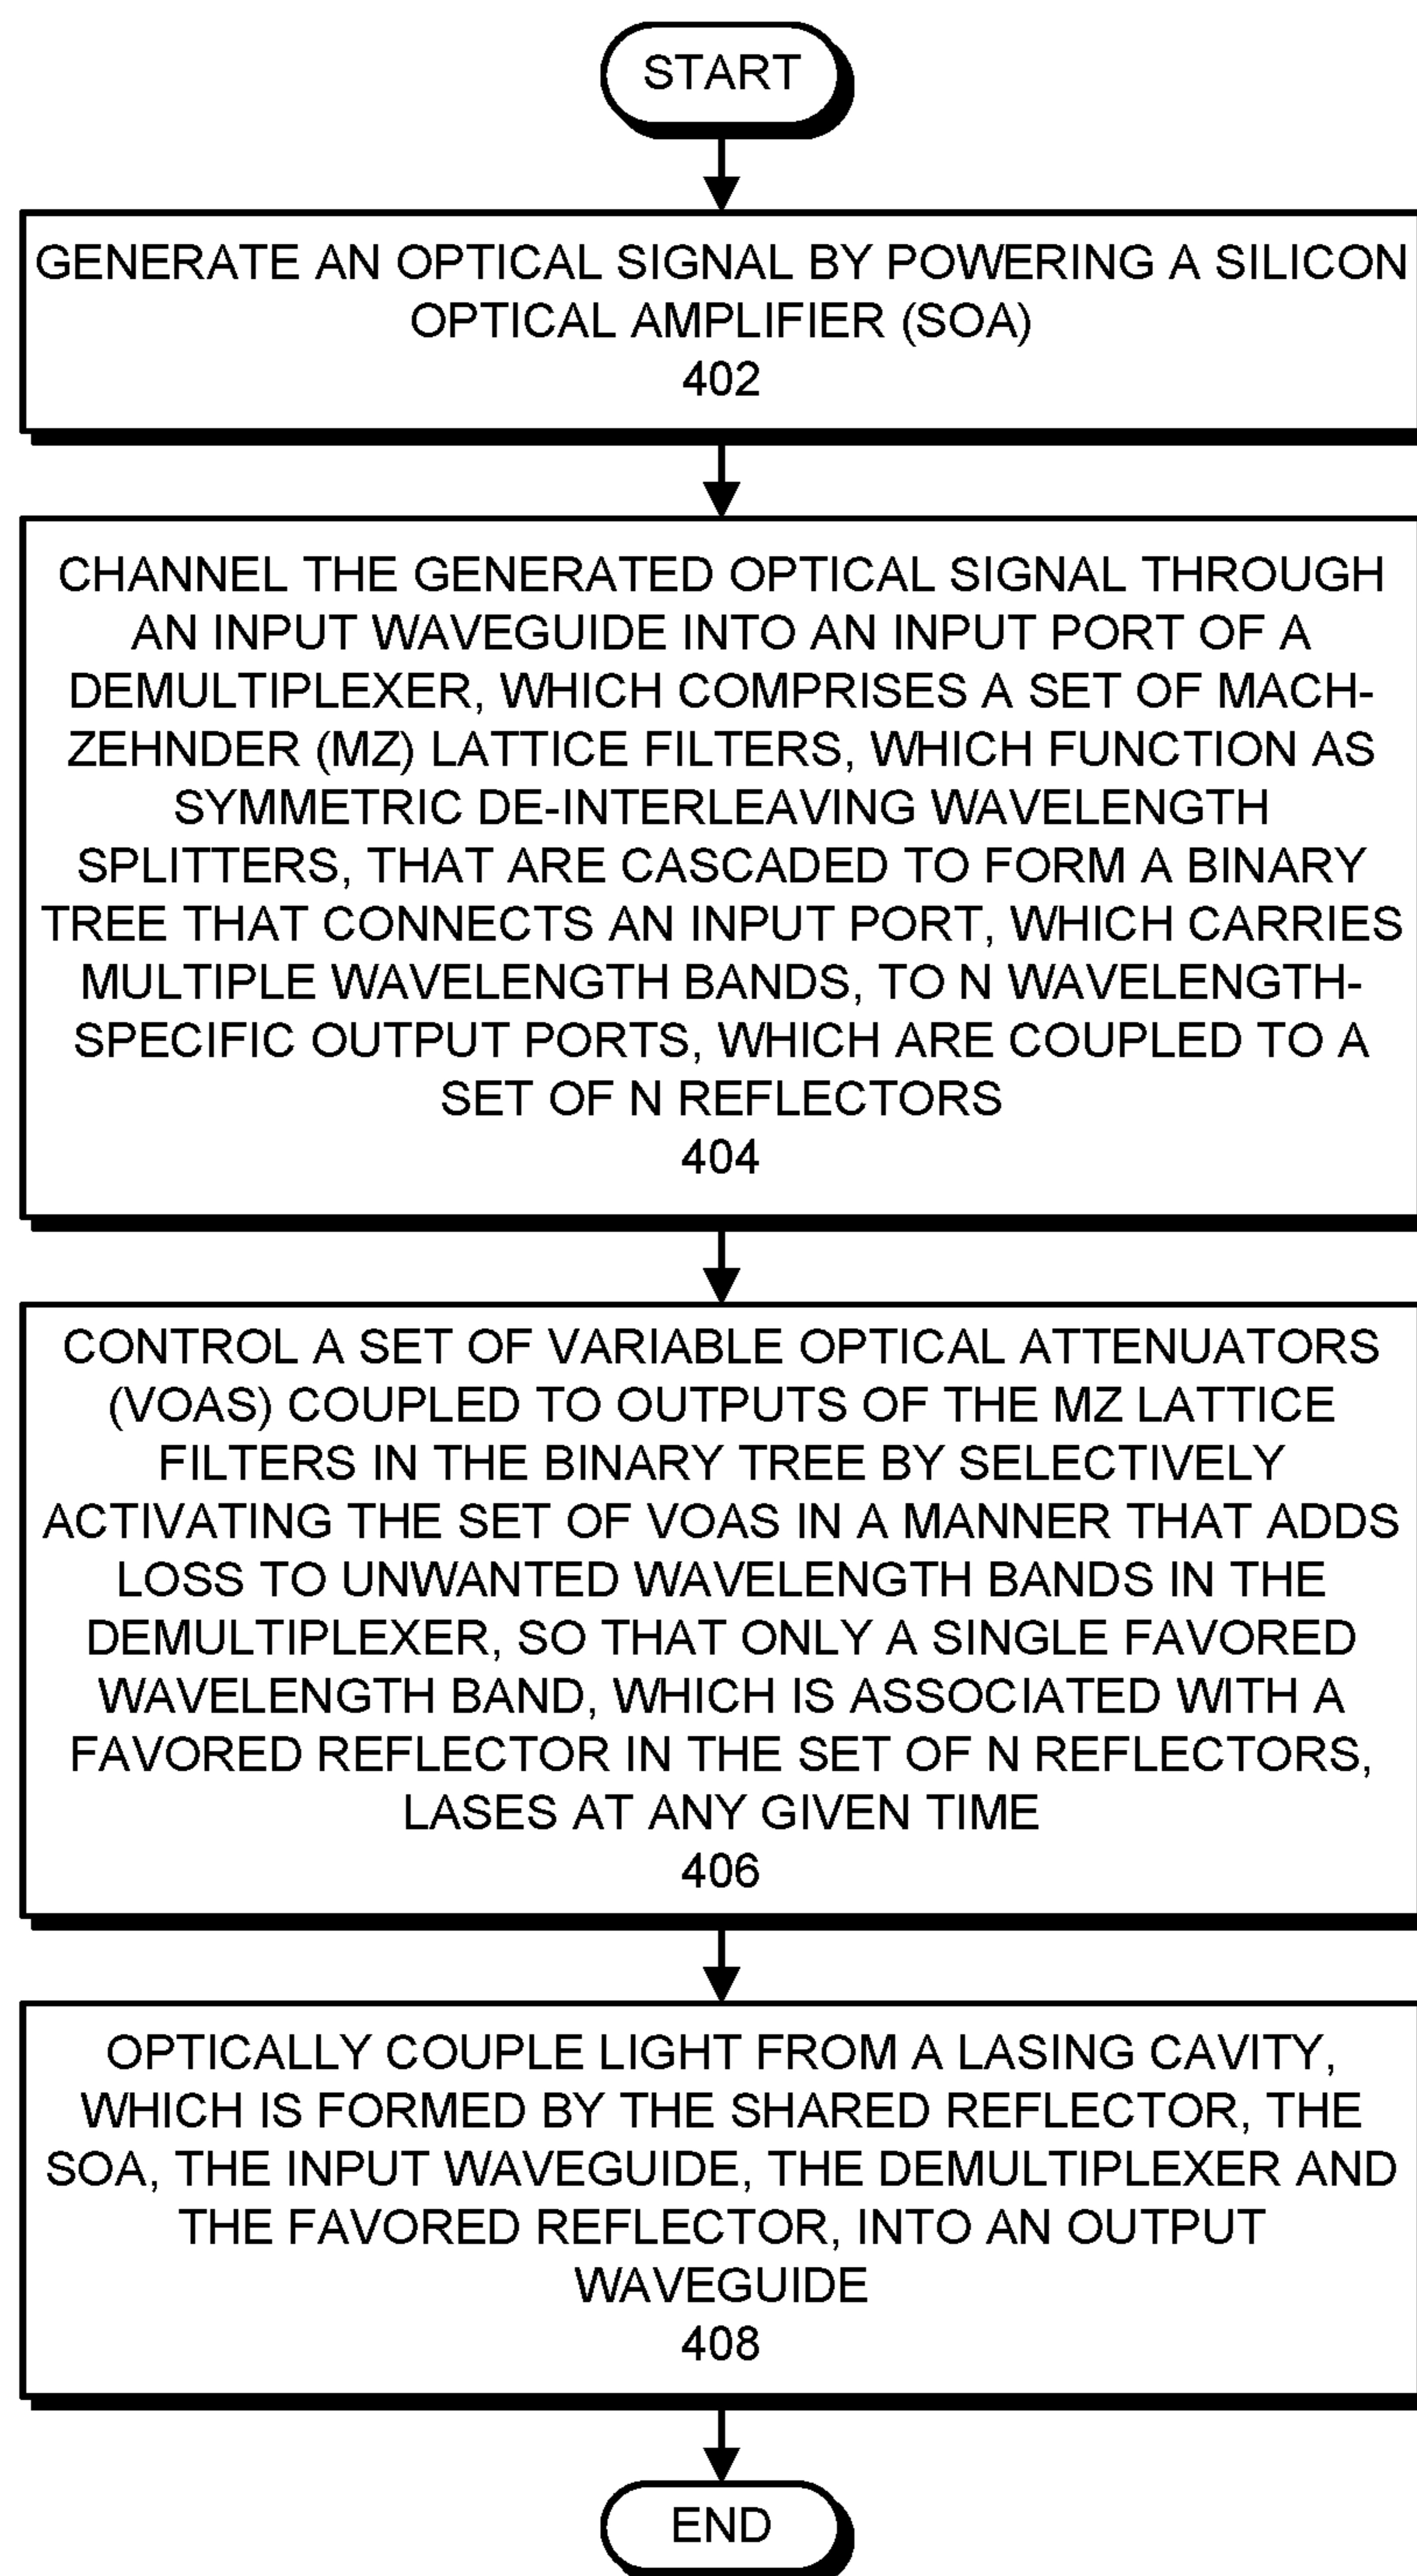 START
GENERATE AN OPTICAL SIGNAL BY POWERING A SILICON
OPTICAL AMPLIFIER (SOA)
402
CHANNEL THE GENERATED OPTICAL SIGNAL THROUGH
AN INPUT WAVEGUIDE INTO AN INPUT PORT OF A
DEMULTIPLEXER, WHICH COMPRISES A SET OF MACH-
ZEHNDER (MZ) LATTICE FILTERS, WHICH FUNCTION AS
SYMMETRIC DE-INTERLEAVING WAVELENGTH
SPLITTERS, THAT ARE CASCADED TO FORM A BINARY
TREE THAT CONNECTS AN INPUT PORT, WHICH CARRIES
MULTIPLE WAVELENGTH BANDS, TO N WAVELENGTH-
SPECIFIC OUTPUT PORTS, WHICH ARE COUPLED TO A
SET OF N REFLECTORS
404
CONTROL A SET OF VARIABLE OPTICAL ATTENUATORS
(VOAS) COUPLED TO OUTPUTS OF THE MZ LATTICE
FILTERS IN THE BINARY TREE BY SELECTIVELY
ACTIVATING THE SET OF VOAS IN A MANNER THAT ADDS
LOSS TO UNWANTED WAVELENGTH BANDS IN THE
DEMULTIPLEXER, SO THAT ONLY A SINGLE FAVORED
WAVELENGTH BAND, WHICH IS ASSOCIATED WITH A
FAVORED REFLECTOR IN THE SET OF N REFLECTORS,
LASES AT ANY GIVEN TIME
406
OPTICALLY COUPLE LIGHT FROM A LASING CAVITY,
WHICH IS FORMED BY THE SHARED REFLECTOR, THE
SOA, THE INPUT WAVEGUIDE, THE DEMULTIPLEXER AND
THE FAVORED REFLECTOR, INTO AN OUTPUT
WAVEGUIDE
408
END